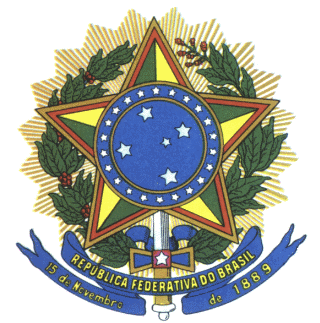 REPÚBLICA FEDERATIVA DO BRASIL
15 de Novembro de 1889